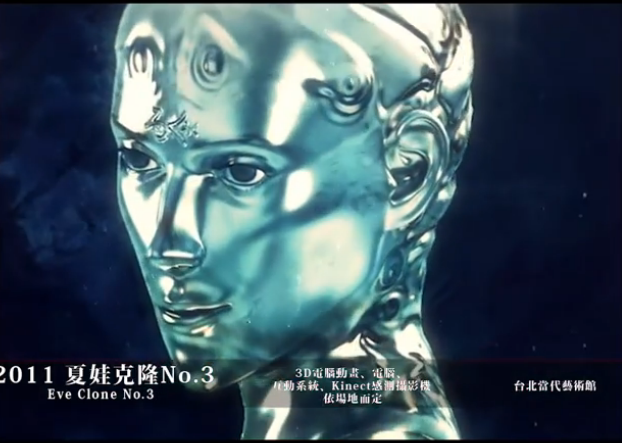 2011 夏娃克隆No.3
Eve Clone No.3
3D電腦動畫、電腦、
互動系統、Kinect感測攝影機
依場地而定
台北當代藝術館